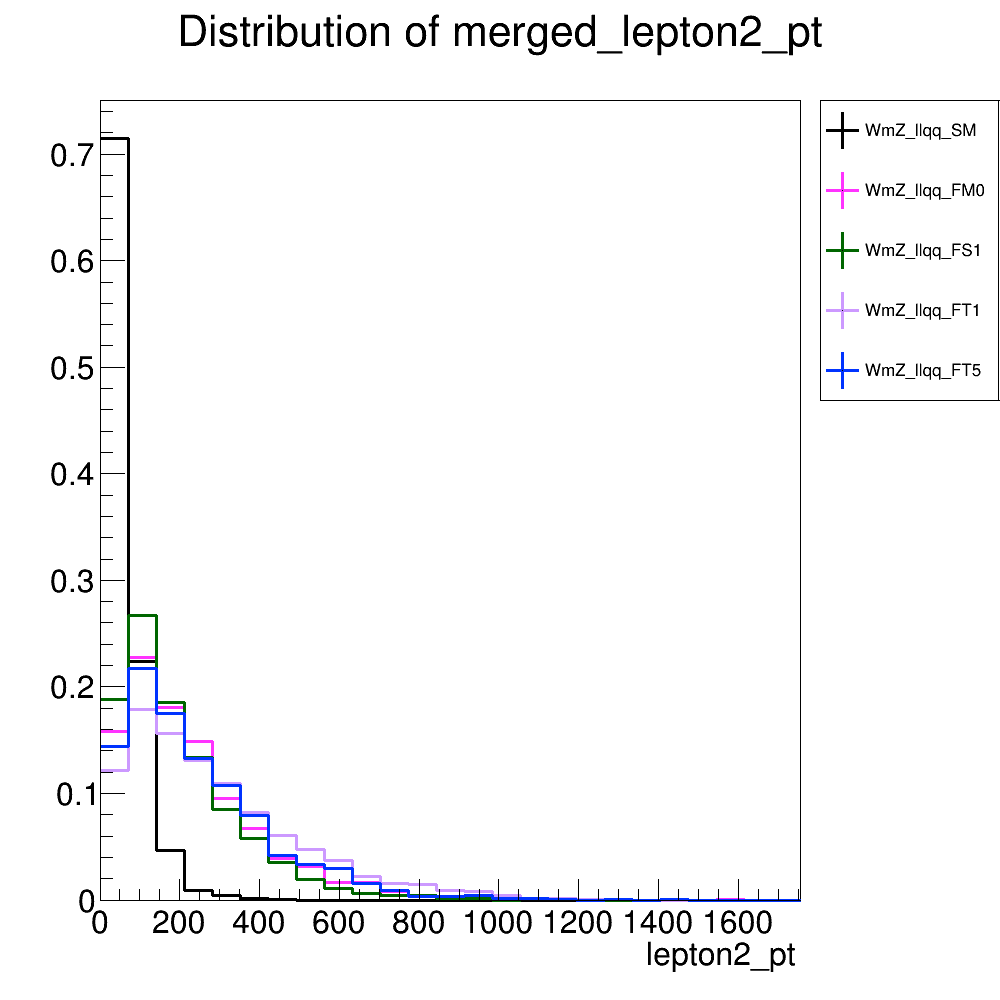 Distribution of merged_lepton2_pt
WmZ_llqq_SM
WmZ_llqq_FM0
WmZ_llqq_FS1
WmZ_llqq_FT1
WmZ_llqq_FT5
0.7
0.6
0.5
0.4
0.3
0.2
0.1
0
0 200 400 600 800 1000 1200 1400 1600
lepton2_pt